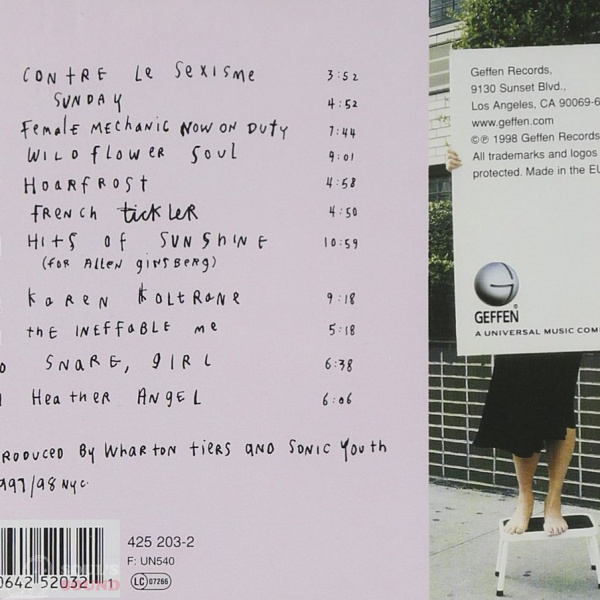 CONTRE Le SexIsme 3:52
SUNDAY 4:52
Female MECHANIC NOW ON DUTY 7:44
WILDFLOWER SOUL 9:01
HOARFROST 4:58
FRENCH tickLER 4:50
HITS OF SUNSHINE 10:59
(FOR AllEN gINSBERG)
KAREN KOLTRANE 9:18
thE INEFFABLE me 5:18
SNARE, gIRL 6:38
HeatHER ANGEL 6:06
RODUCED By WHARTON TIERS AND SONIC YOUTH
997/98 NYC.
Geffen Records,
9130 Sunset Blvd.,
Los Angeles, CA 90069-6
www.geffen.com
©℗ 1998 Geffen Records
All trademarks and logos
protected. Made in the EU
GEFFEN®
A UNIVERSAL MUSIC COM
425 203-2
F: UN540
LC 07266
0642 52032 1
SOUND